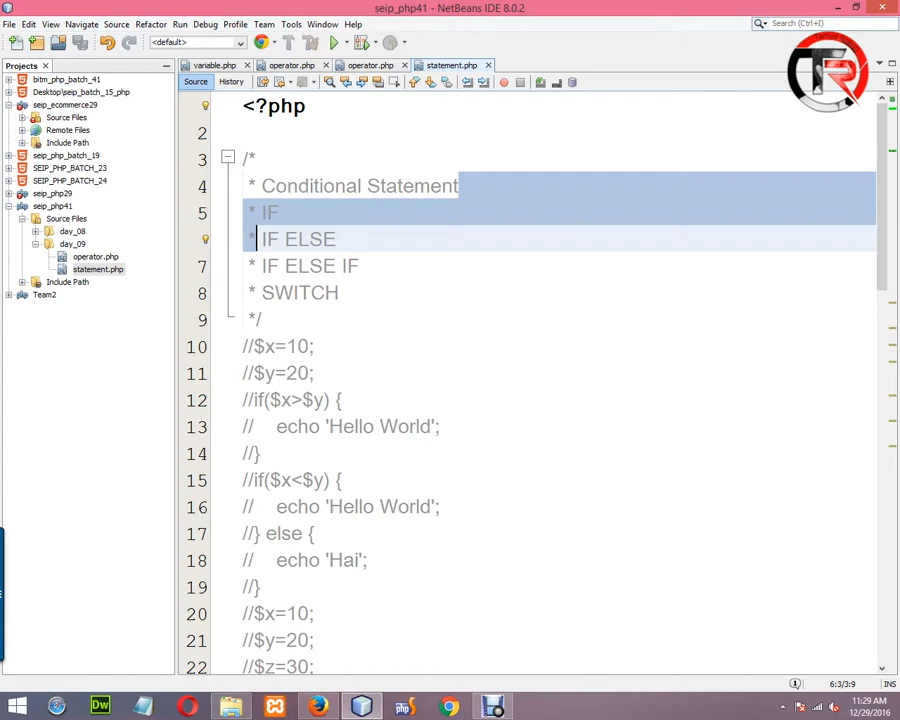 seip_php41 - NetBeans IDE 8.0.2
File Edit View Navigate Source Refactor Run Debug Profile Team Tools Window Help
Search (Ctrl+I)
<default>
Projects
variable.php
operator.php
operator.php
statement.php
Source
History
bitm_php_batch_41
Desktop\seip_batch_15_php
seip_ecommerce29
Source Files
Remote Files
Include Path
seip_php_batch_19
SEIP_PHP_BATCH_23
SEIP_PHP_BATCH_24
seip_php29
seip_php41
Source Files
day_08
day_09
operator.php
statement.php
Include Path
Team2
<?php
2
3 /*
4 * Conditional Statement
5 * IF
* IF ELSE
7 * IF ELSE IF
8 * SWITCH
9 */
10 //$x=10;
11 //$y=20;
12 //if($x>$y) {
13 // echo 'Hello World';
14 //}
15 //if($x<$y) {
16 // echo 'Hello World';
17 //} else {
18 // echo 'Hai';
19 //}
20 //$x=10;
21 //$y=20;
22 //$z=30;
6:3/3:9
INS
Dw
php
11:29 AM
12/29/2016